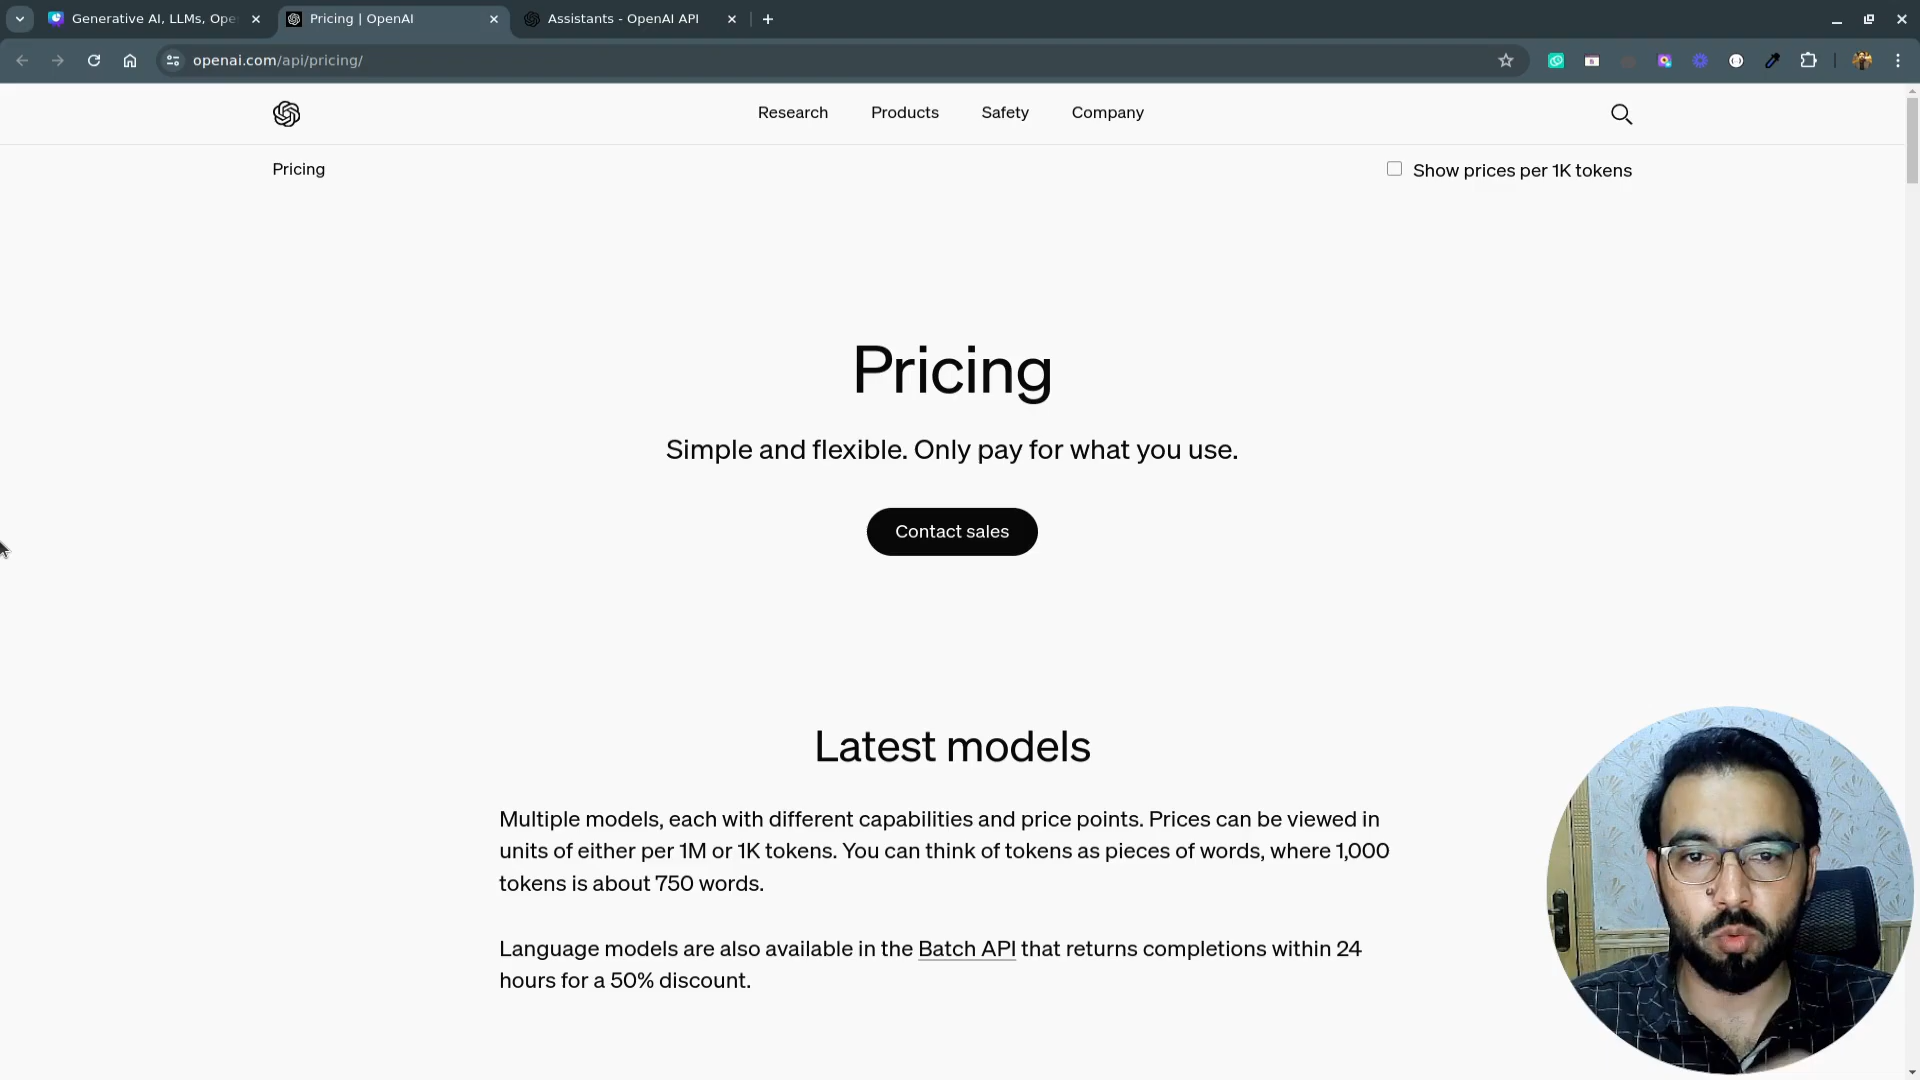 Generative AI, LLMs, Ope
Pricing | OpenAI
Assistants - OpenAI API
openai.com/api/pricing/
Research
Products
Safety
Company
Pricing
Show prices per 1K tokens
Pricing
Simple and flexible. Only pay for what you use.
Contact sales
Latest models
Multiple models, each with different capabilities and price points. Prices can be viewed in
units of either per 1M or 1K tokens. You can think of tokens as pieces of words, where 1,000
tokens is about 750 words.
Language models are also available in the Batch API that returns completions within 24
hours for a 50% discount.